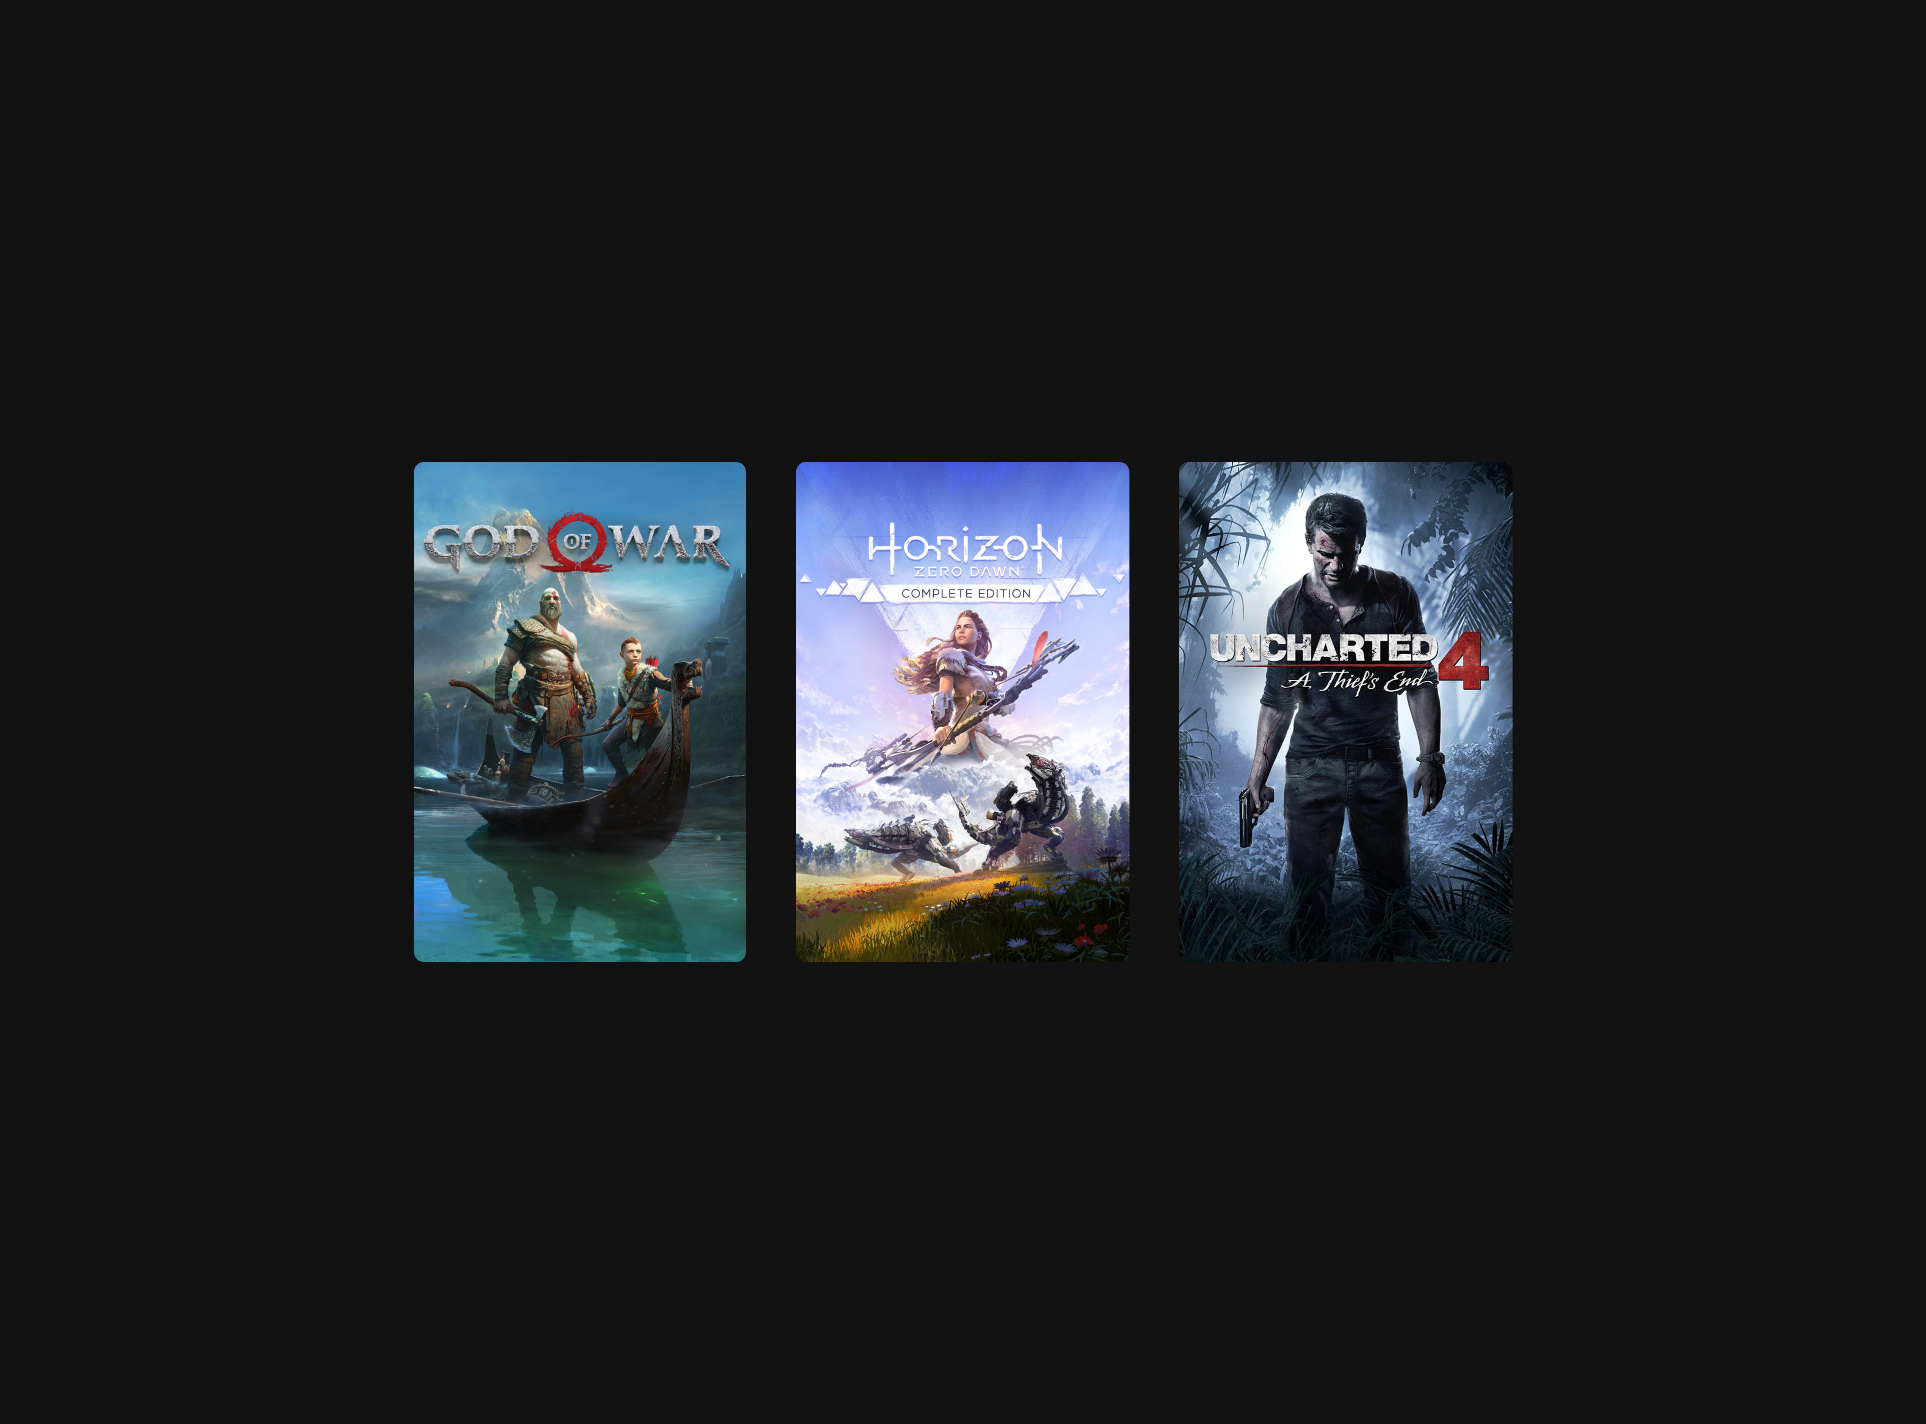 GOD OF WAR
HORIZON
ZERO DAWN
COMPLETE EDITION
UNCHARTED 4
A Thief's End